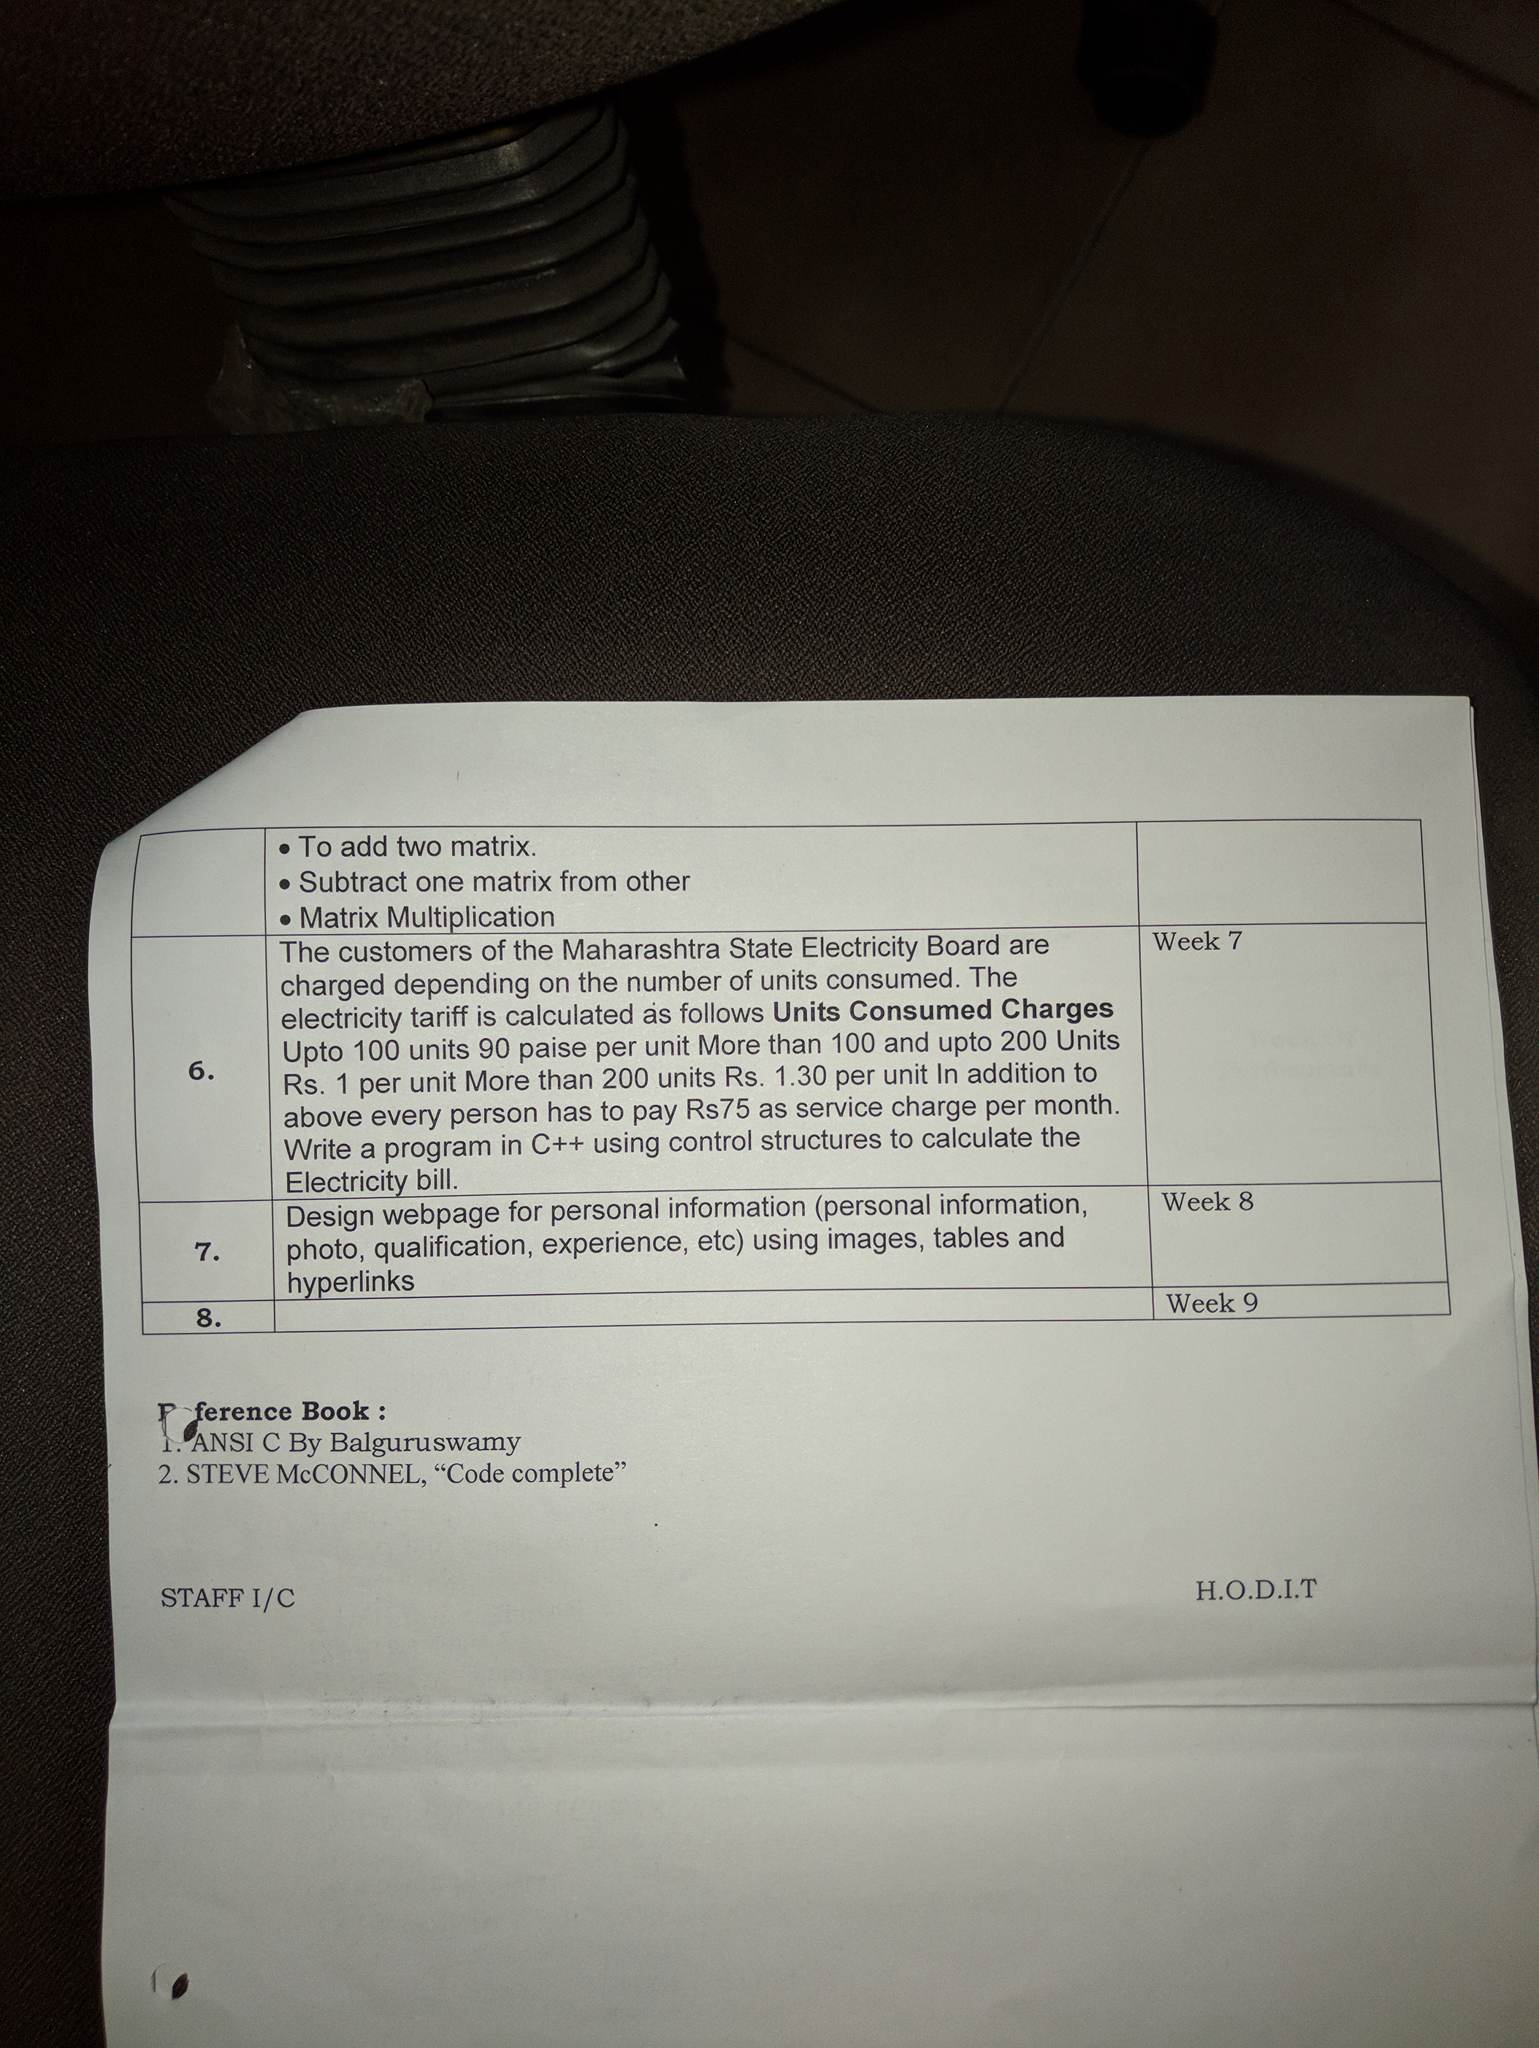 • To add two matrix.
• Subtract one matrix from other
• Matrix Multiplication
6.
The customers of the Maharashtra State Electricity Board are
charged depending on the number of units consumed. The
electricity tariff is calculated as follows Units Consumed Charges
Upto 100 units 90 paise per unit More than 100 and upto 200 Units
Rs. 1 per unit More than 200 units Rs. 1.30 per unit In addition to
above every person has to pay Rs75 as service charge per month.
Write a program in C++ using control structures to calculate the
Electricity bill.
Week 7
7.
Design webpage for personal information (personal information,
photo, qualification, experience, etc) using images, tables and
hyperlinks
Week 8
8.
Week 9
ference Book :
1. ANSI C By Balguruswamy
2. STEVE McCONNEL, “Code complete”
STAFF I/C
H.O.D.I.T